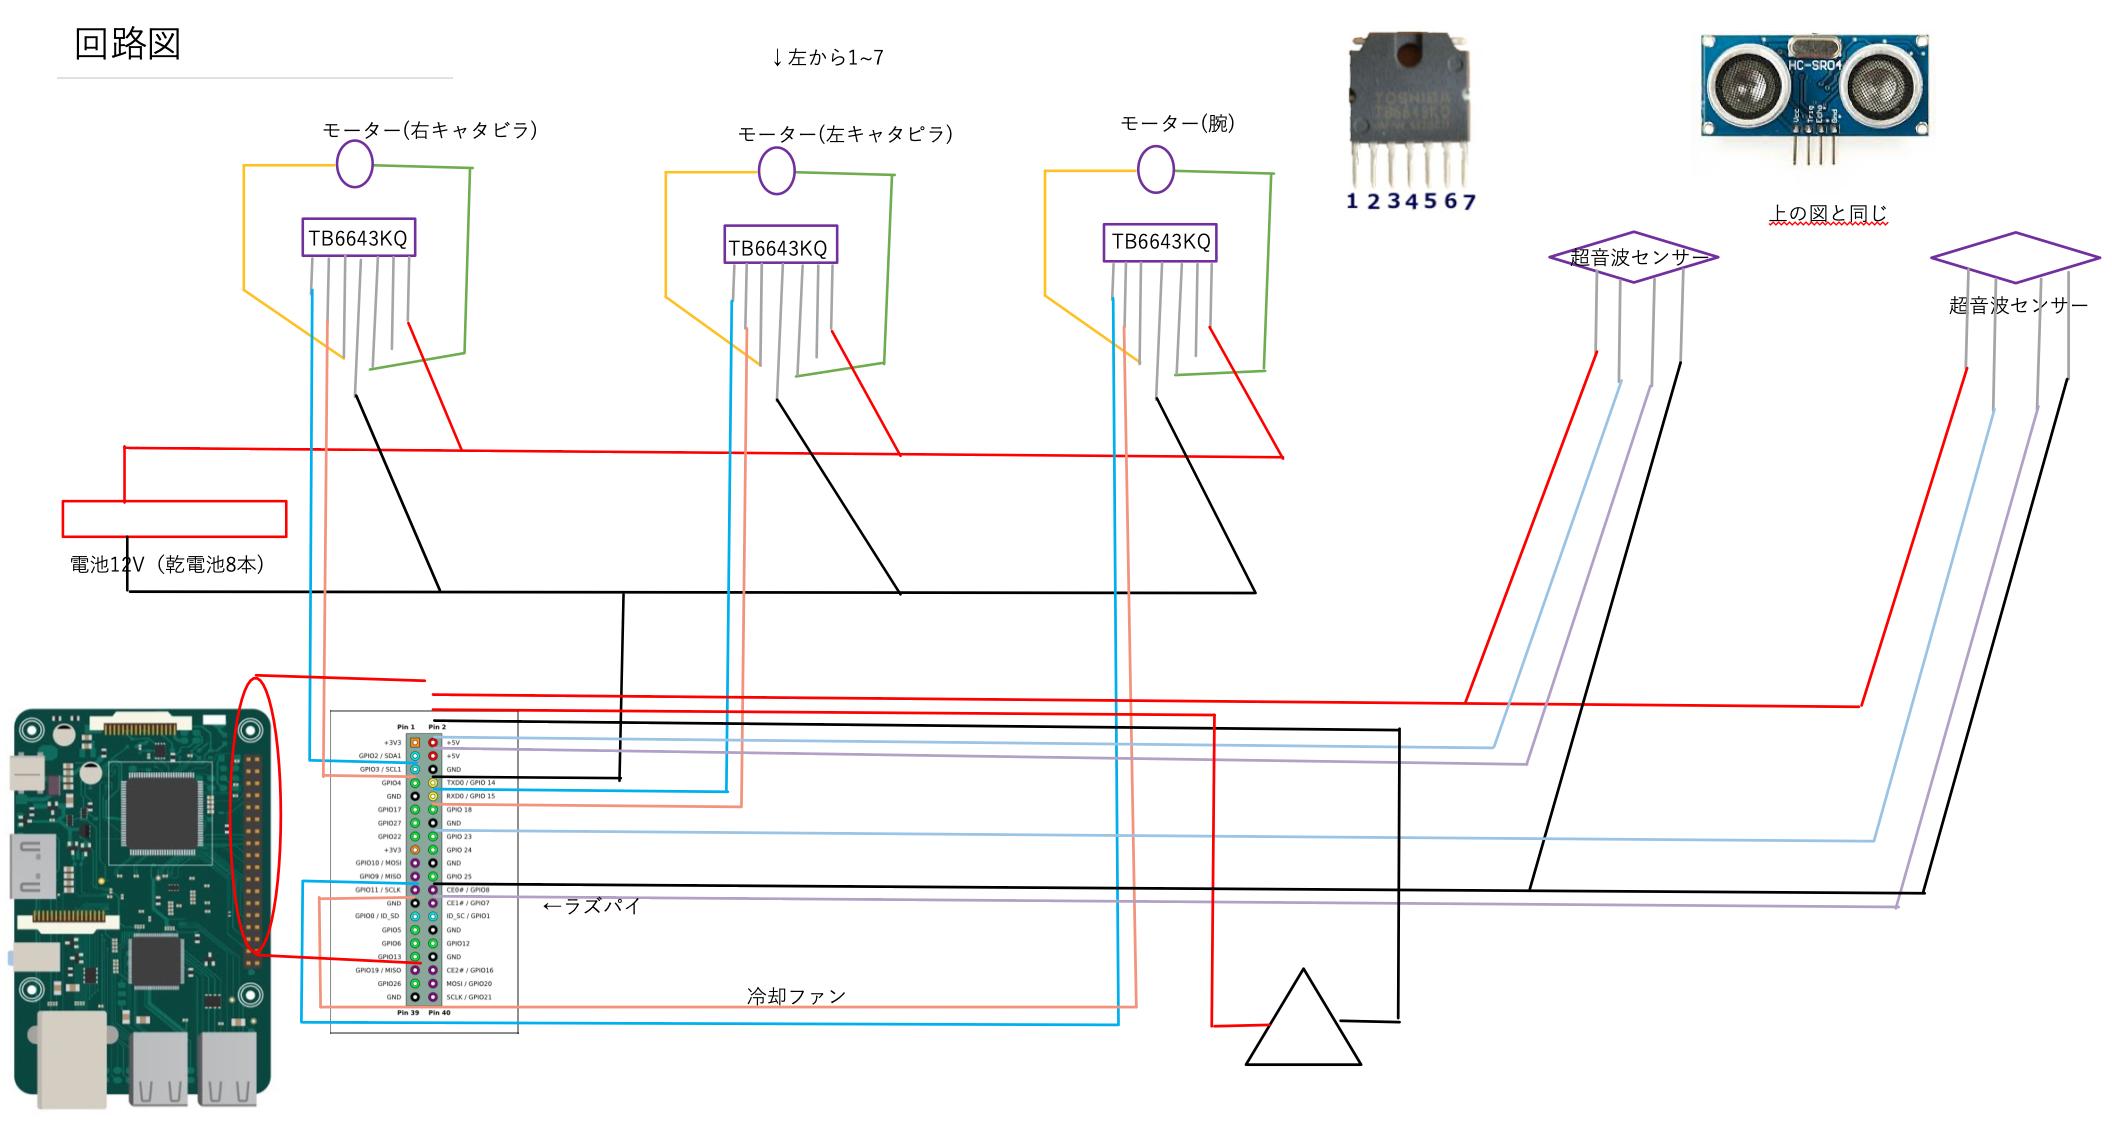 回路図
↓左から1~7
モーター(右キャタピラ)
モーター(左キャタピラ)
モーター(腕)
TB6643KQ
TB6643KQ
TB6643KQ
TOSHIBA
TB6643KQ
1 2 3 4 5 6 7
HC-SR04
Vcc Trig Echo Gnd
上の図と同じ
超音波センサー
超音波センサー
電池12V（乾電池8本）
Pin 1 Pin 2
+3V3 +5V
GPIO2 / SDA1 +5V
GPIO3 / SCL1 GND
GPIO4 TXD0 / GPIO 14
GND RXD0 / GPIO 15
GPIO17 GPIO 18
GPIO27 GND
GPIO22 GPIO 23
+3V3 GPIO 24
GPIO10 / MOSI GND
GPIO9 / MISO GPIO 25
GPIO11 / SCLK CE0# / GPIO8
GND CE1# / GPIO7
GPIO0 / ID_SD ID_SC / GPIO1
GPIO5 GND
GPIO6 GPIO12
GPIO13 GND
GPIO19 / MISO CE2# / GPIO16
GPIO26 MOSI / GPIO20
GND SCLK / GPIO21
Pin 39 Pin 40
←ラズパイ
冷却ファン